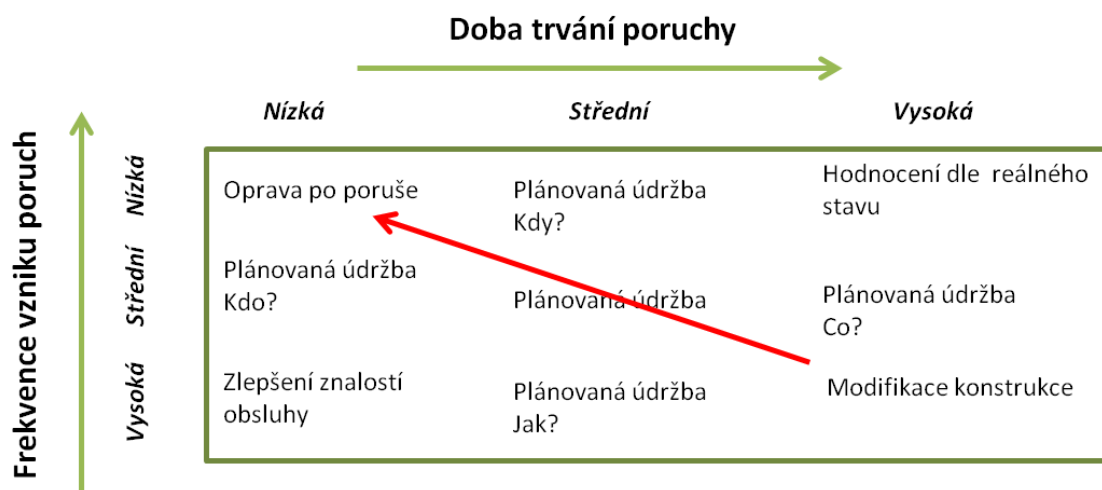 Doba trvání poruchy
Nízká
Střední
Vysoká
Frekvence vzniku poruch
Nízká
Střední
Vysoká
Oprava po poruše
Plánovaná údržba
Kdy?
Hodnocení dle reálného
stavu
Plánovaná údržba
Kdo?
Plánovaná údržba
Plánovaná údržba
Co?
Zlepšení znalostí
obsluhy
Plánovaná údržba
Jak?
Modifikace konstrukce